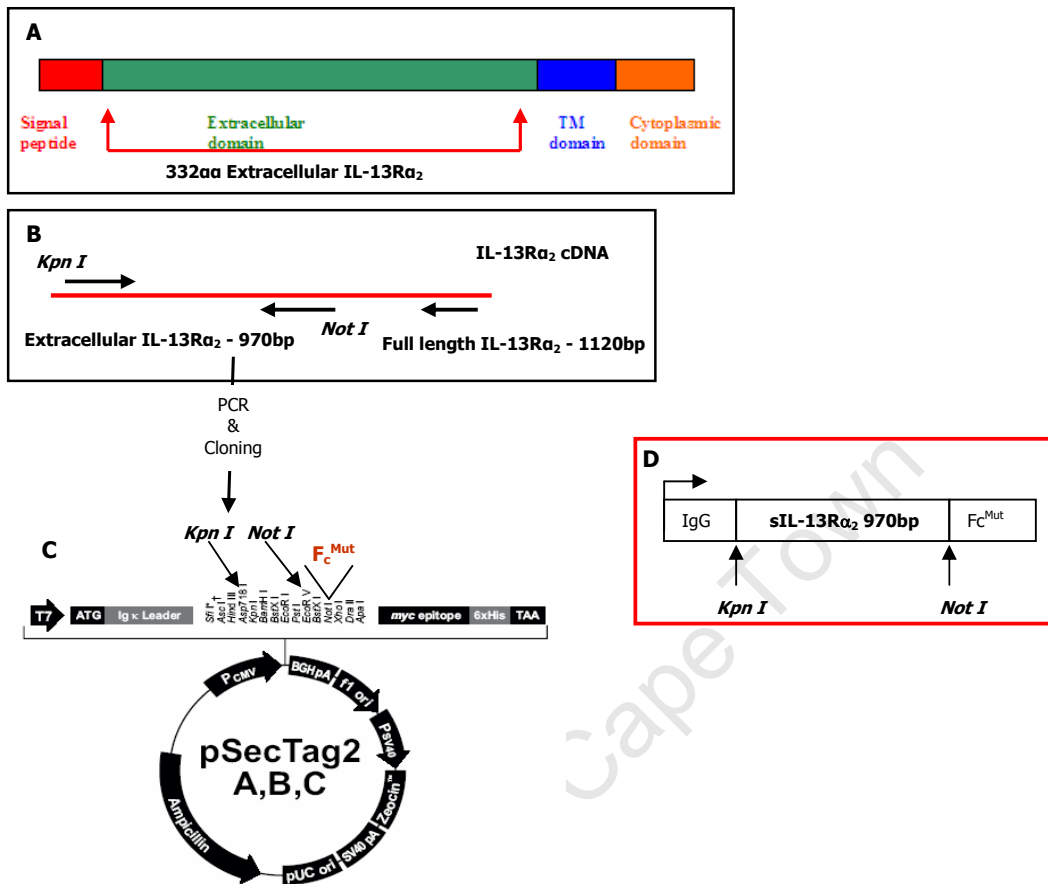 A
Signal peptide
Extracellular domain
TM domain
Cytoplasmic domain
332αα Extracellular IL-13Rα₂
B
IL-13Rα₂ cDNA
Kpn I
Not I
Extracellular IL-13Rα₂ - 970bp
Full length IL-13Rα₂ - 1120bp
PCR
&
Cloning
Kpn I
Not I
C
Fc^Mut
Sfi I*,†
Asc I†
Hind III
Asp718 I
Kpn I
BamH I
BstX I
EcoR I
Pst I
EcoR V
BstX I
Not I
Xho I
Dra II
Apa I
T7
ATG
Ig κ Leader
myc epitope
6xHis
TAA
PCMV
BGH pA
f1 ori
PSV40
Zeocin™
SV40 pA
pUC ori
Ampicillin
pSecTag2
A,B,C
D
IgG
sIL-13Rα₂ 970bp
Fc^Mut
Kpn I
Not I
Cape Town